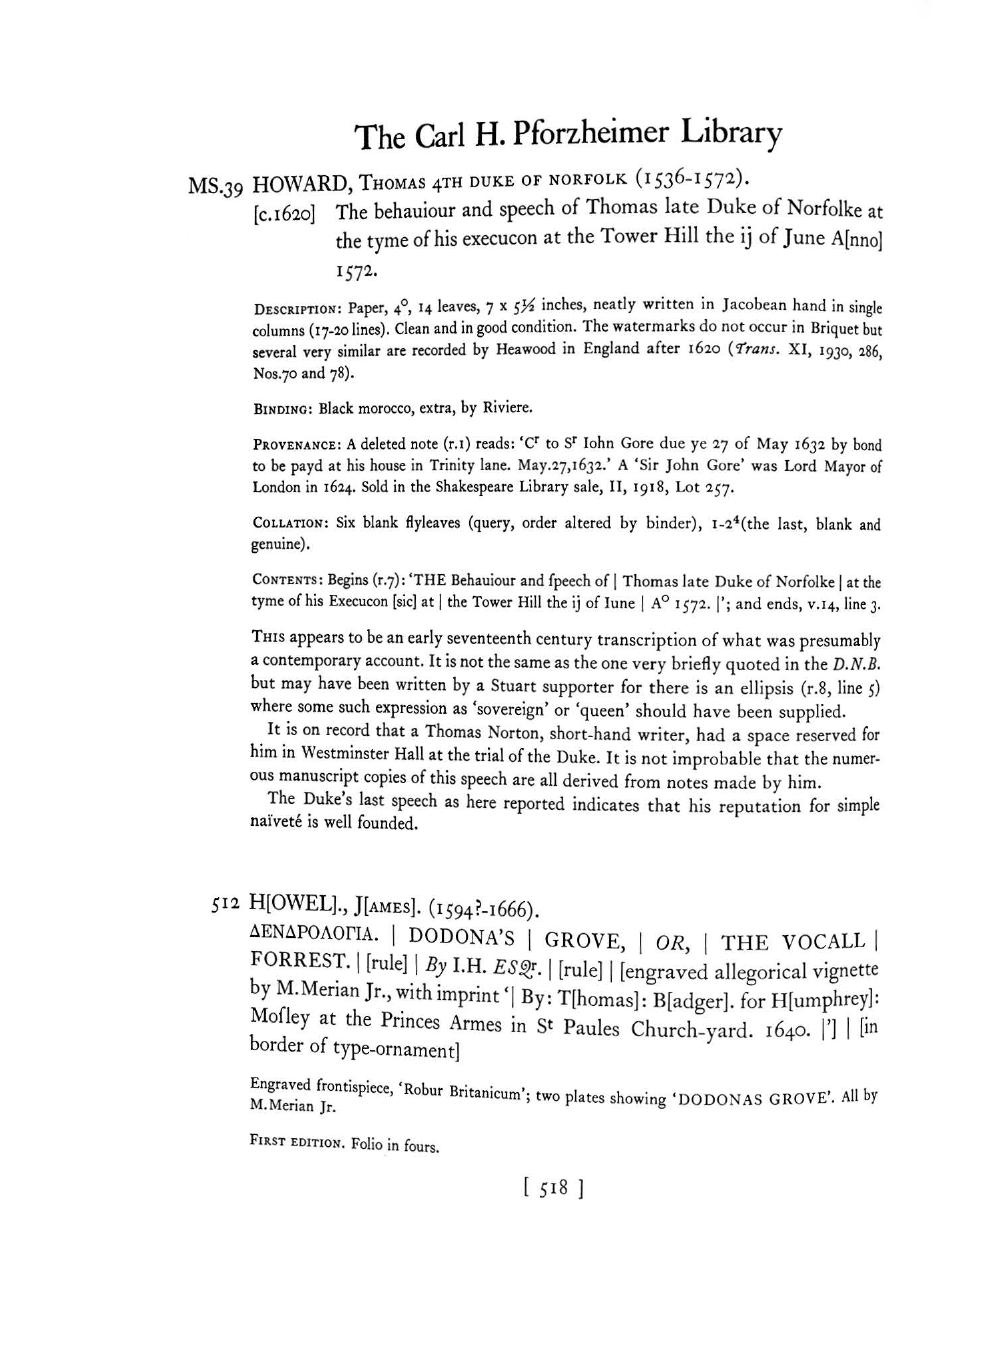 The Carl H. Pforzheimer Library
MS.39 HOWARD, THOMAS 4TH DUKE OF NORFOLK (1536-1572).
[c.1620] The behauiour and speech of Thomas late Duke of Norfolke at
the tyme of his execucon at the Tower Hill the ij of June A[nno]
1572.
DESCRIPTION: Paper, 4º, 14 leaves, 7 x 5½ inches, neatly written in Jacobean hand in single
columns (17-20 lines). Clean and in good condition. The watermarks do not occur in Briquet but
several very similar are recorded by Heawood in England after 1620 (Trans. XI, 1930, 286,
Nos.70 and 78).
BINDING: Black morocco, extra, by Riviere.
PROVENANCE: A deleted note (r.1) reads: ‘Cʳ to Sʳ Iohn Gore due ye 27 of May 1632 by bond
to be payd at his house in Trinity lane. May.27,1632.’ A ‘Sir John Gore’ was Lord Mayor of
London in 1624. Sold in the Shakespeare Library sale, II, 1918, Lot 257.
COLLATION: Six blank flyleaves (query, order altered by binder), 1-2⁴(the last, blank and
genuine).
CONTENTS: Begins (r.7): ‘THE Behauiour and ſpeech of | Thomas late Duke of Norfolke | at the
tyme of his Execucon [sic] at | the Tower Hill the ij of Iune | Aº 1572. |’; and ends, v.14, line 3.
THIS appears to be an early seventeenth century transcription of what was presumably
a contemporary account. It is not the same as the one very briefly quoted in the D.N.B.
but may have been written by a Stuart supporter for there is an ellipsis (r.8, line 5)
where some such expression as ‘sovereign’ or ‘queen’ should have been supplied.
It is on record that a Thomas Norton, short-hand writer, had a space reserved for
him in Westminster Hall at the trial of the Duke. It is not improbable that the numer-
ous manuscript copies of this speech are all derived from notes made by him.
The Duke’s last speech as here reported indicates that his reputation for simple
naïveté is well founded.
512 H[OWEL]., J[AMES]. (1594?-1666).
ΔΕΝΔΡΟΛΟΓΙΑ. | DODONA’S | GROVE, | OR, | THE VOCALL |
FORREST. | [rule] | By I.H. ESQr. | [rule] | [engraved allegorical vignette
by M.Merian Jr., with imprint ‘| By: T[homas]: B[adger]. for H[umphrey]:
Moſley at the Princes Armes in Sᵗ Paules Church-yard. 1640. |’] | [in
border of type-ornament]
Engraved frontispiece, ‘Robur Britanicum’; two plates showing ‘DODONAS GROVE’. All by
M.Merian Jr.
FIRST EDITION. Folio in fours.
[ 518 ]